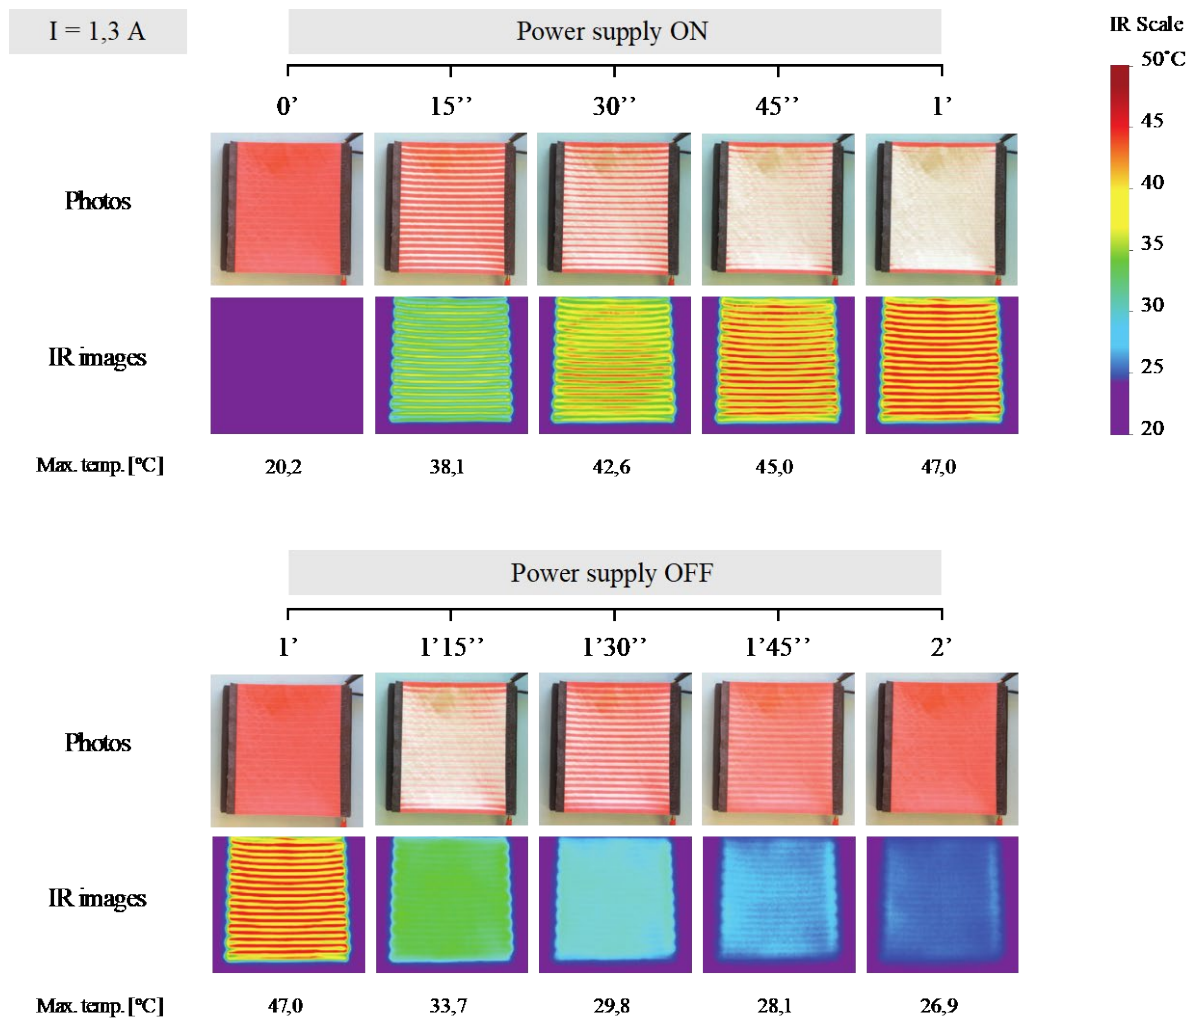 I = 1,3 A
Power supply ON
IR Scale
50°C
45
40
35
30
25
20
0’
15’’
30’’
45’’
1’
Photos
IR images
Max. temp. [ºC]
20,2
38,1
42,6
45,0
47,0
Power supply OFF
1’
1’15’’
1’30’’
1’45’’
2’
Photos
IR images
Max. temp. [ºC]
47,0
33,7
29,8
28,1
26,9